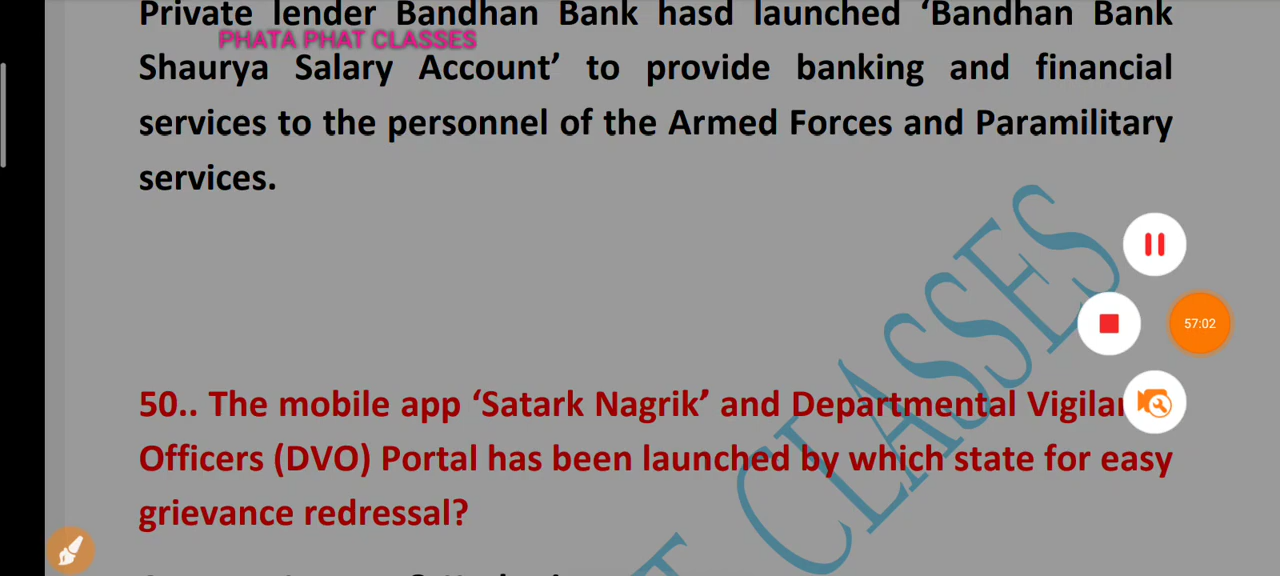 Private lender Bandhan Bank hasd launched ‘Bandhan Bank
PHATA PHAT CLASSES
Shaurya Salary Account’ to provide banking and financial
services to the personnel of the Armed Forces and Paramilitary
services.
CLASSES
57:02
50.. The mobile app ‘Satark Nagrik’ and Departmental
Officers (DVO) Portal has been launched by which state for easy
grievance redressal?